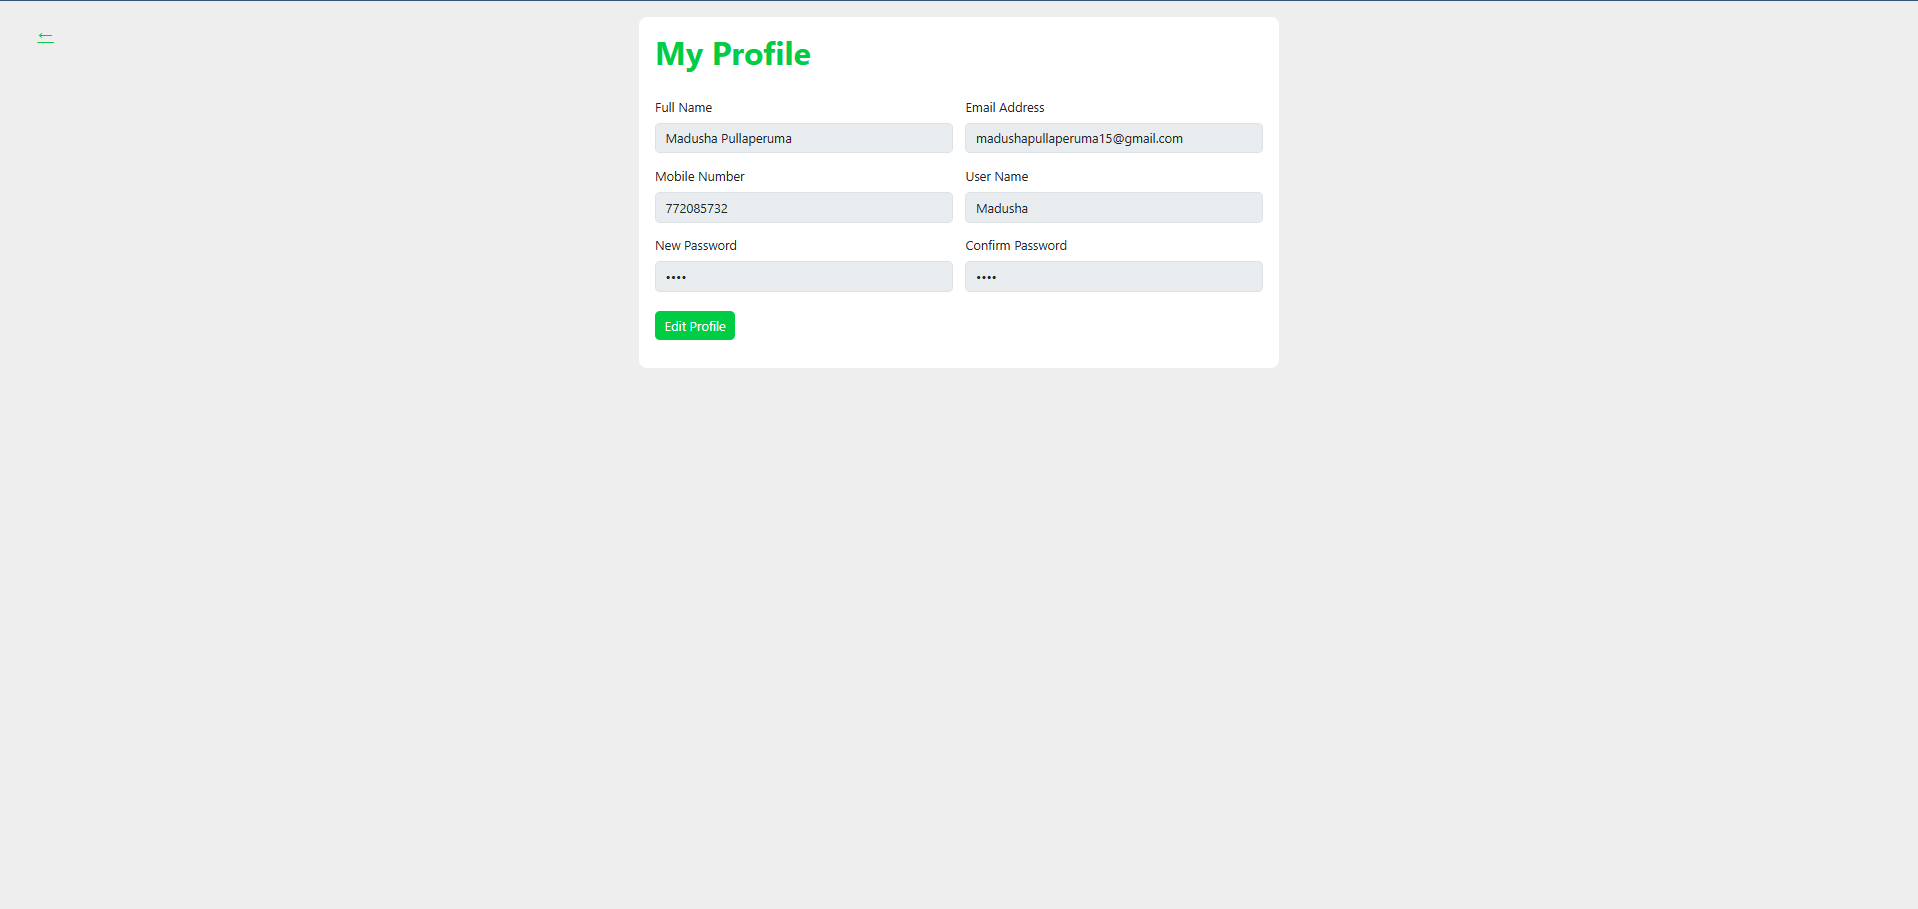 ←
My Profile
Full Name
Email Address
Madusha Pullaperuma
madushapullaperuma15@gmail.com
Mobile Number
User Name
772085732
Madusha
New Password
Confirm Password
••••
••••
Edit Profile